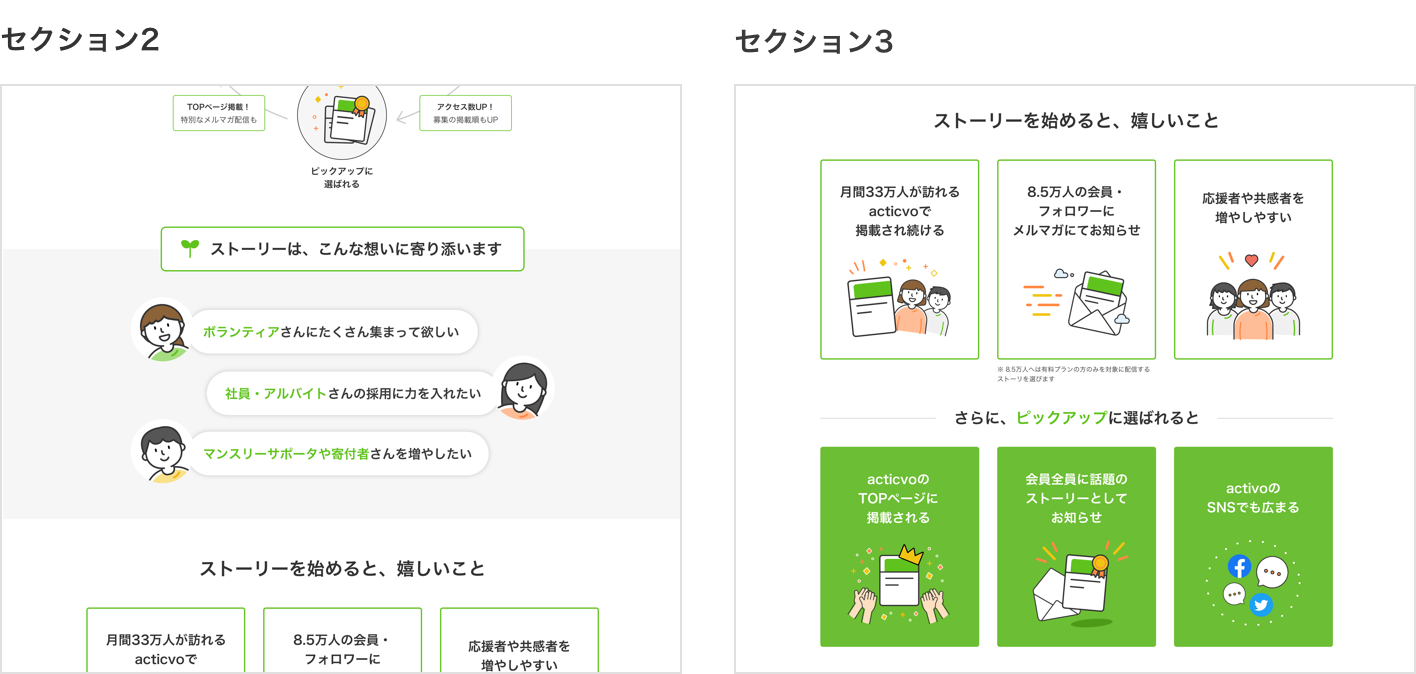 セクション2
TOPページ掲載！
特別なメルマガ配信も
アクセス数UP！
募集の掲載順もUP
ピックアップに
選ばれる
ストーリーは、こんな想いに寄り添います
ボランティアさんにたくさん集まって欲しい
社員・アルバイトさんの採用に力を入れたい
マンスリーサポータや寄付者さんを増やしたい
ストーリーを始めると、嬉しいこと
月間33万人が訪れる
acticvoで
8.5万人の会員・
フォロワーに
応援者や共感者を
増やしやすい
セクション3
ストーリーを始めると、嬉しいこと
月間33万人が訪れる
acticvoで
掲載され続ける
8.5万人の会員・
フォロワーに
メルマガにてお知らせ
応援者や共感者を
増やしやすい
※ 8.5万人へは有料プランの方のみを対象に配信する
ストーリを選びます
さらに、ピックアップに選ばれると
acticvoの
TOPページに
掲載される
会員全員に話題の
ストーリーとして
お知らせ
activoの
SNSでも広まる